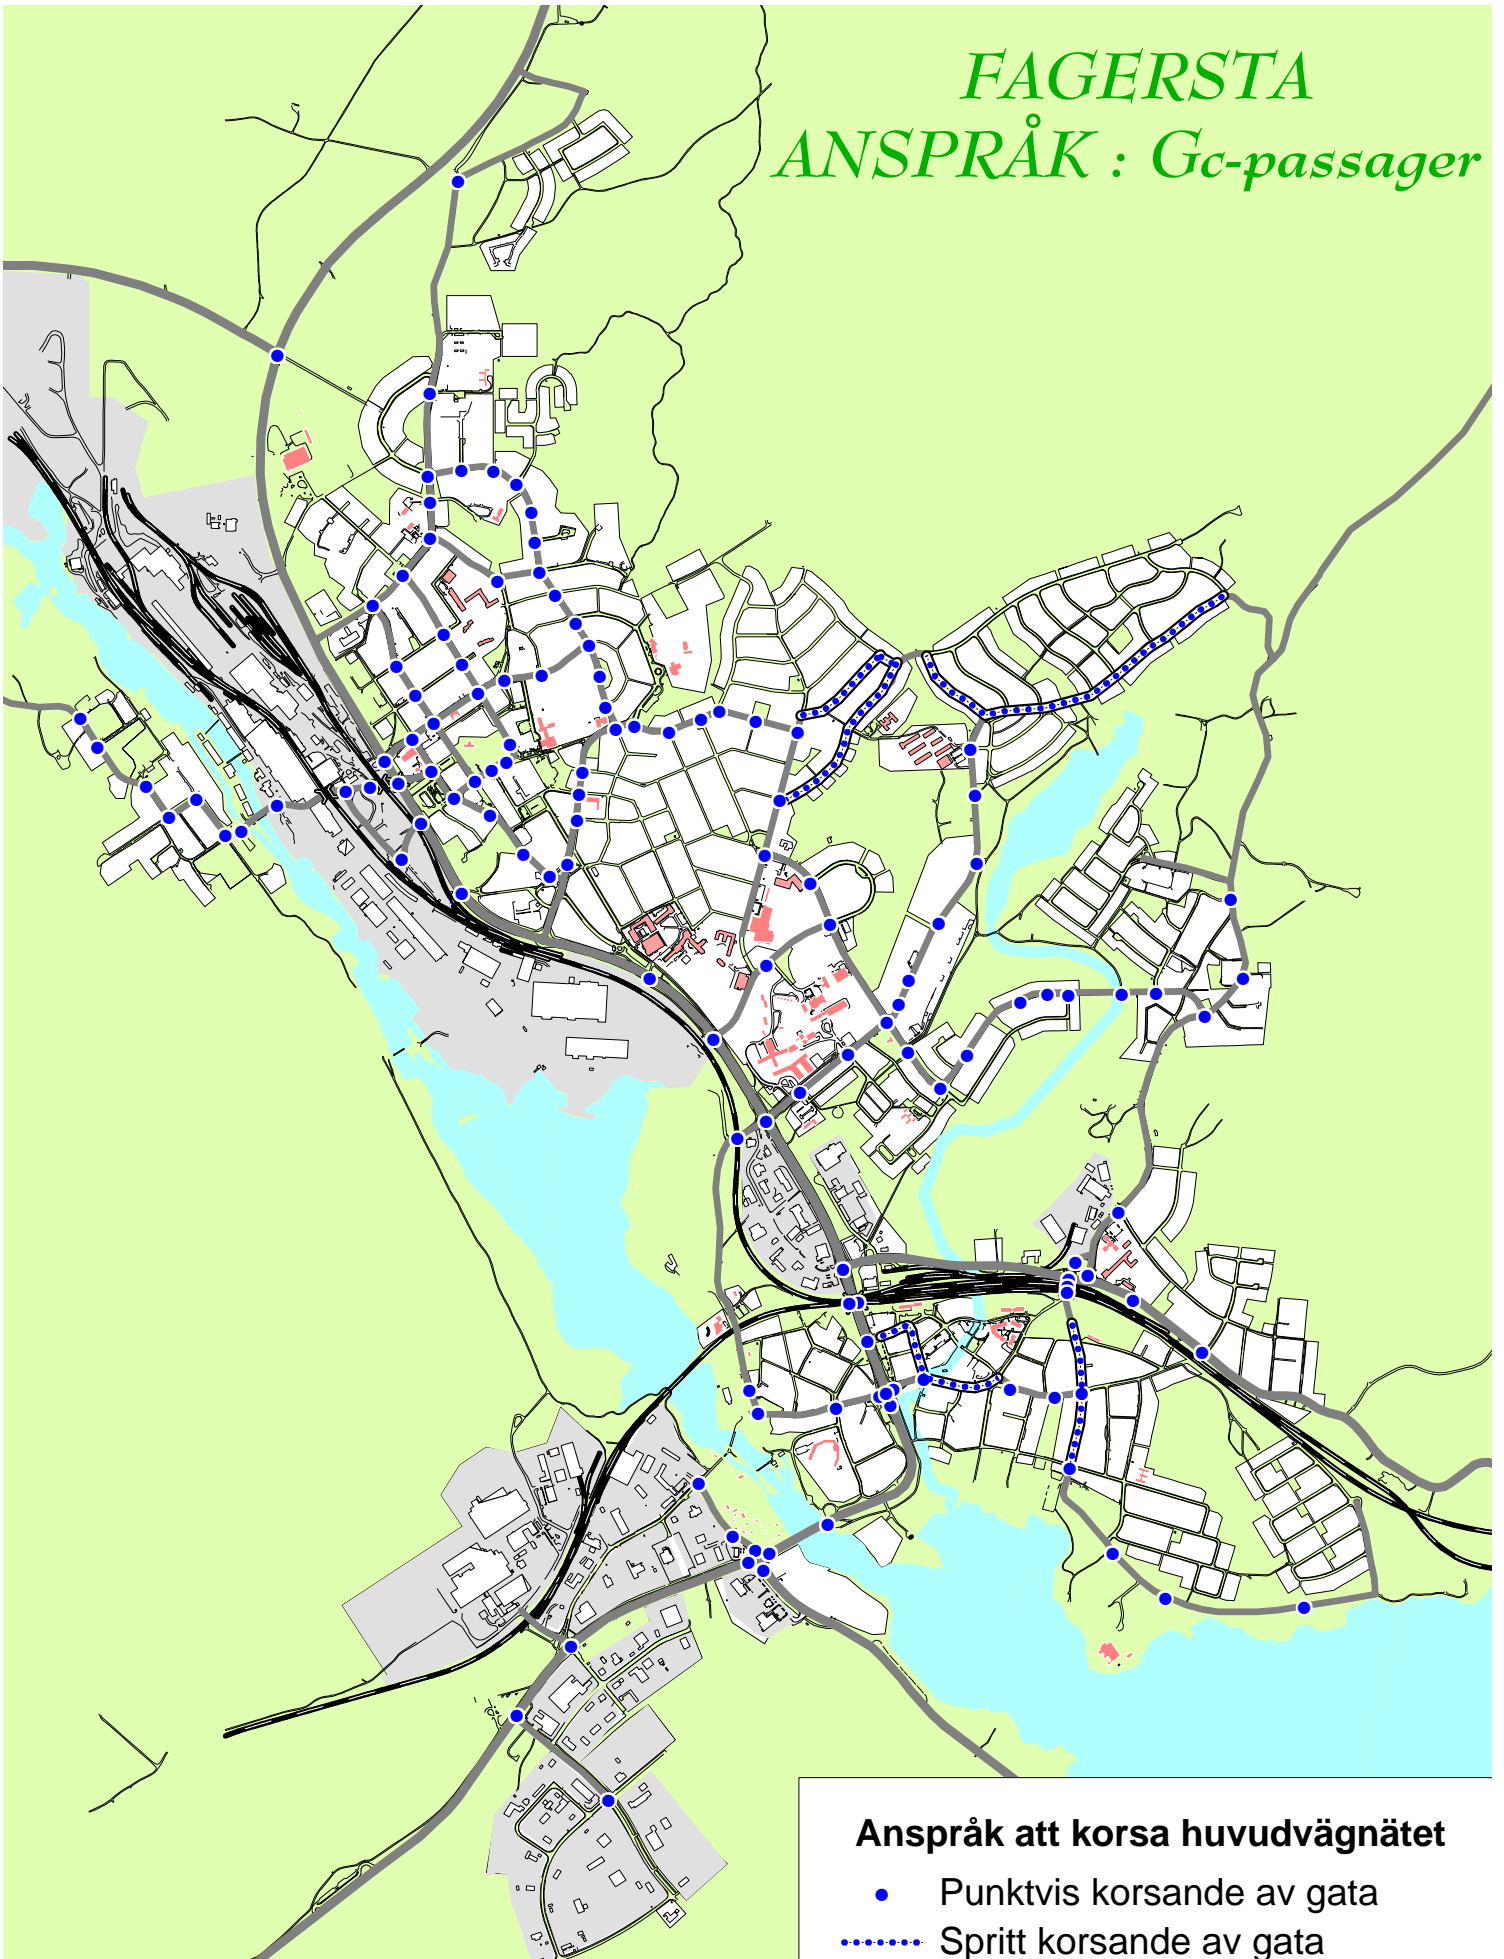 FAGERSTA
ANSPRÅK : Gc-passager
Anspråk att korsa huvudvägnätet
Punktvis korsande av gata
Spritt korsande av gata